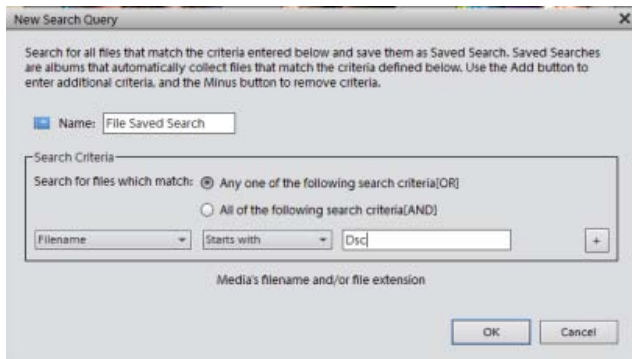 New Search Query
Search for all files that match the criteria entered below and save them as Saved Search. Saved Searches
are albums that automatically collect files that match the criteria defined below. Use the Add button to
enter additional criteria, and the Minus button to remove criteria.
Name: File Saved Search
Search Criteria
Search for files which match: Any one of the following search criteria[OR]
All of the following search criteria[AND]
Filename Starts with Dsc +
Media's filename and/or file extension
OK Cancel